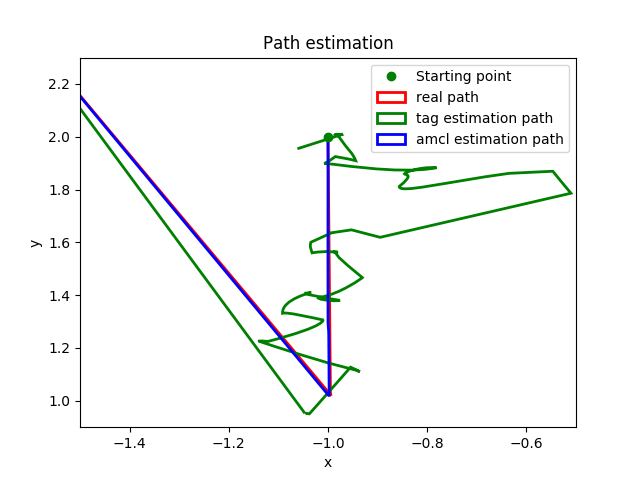 Path estimation
Starting point
real path
tag estimation path
amcl estimation path
2.2
2.0
1.8
1.6
1.4
1.2
1.0
y
−1.4
−1.2
−1.0
−0.8
−0.6
x